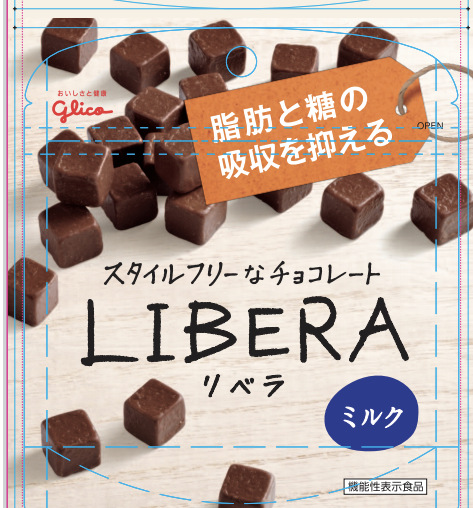 おいしさと健康
Glico
脂肪と糖の
吸収を抑える
OPEN
スタイルフリーなチョコレート
LIBERA
リベラ
ミルク
機能性表示食品